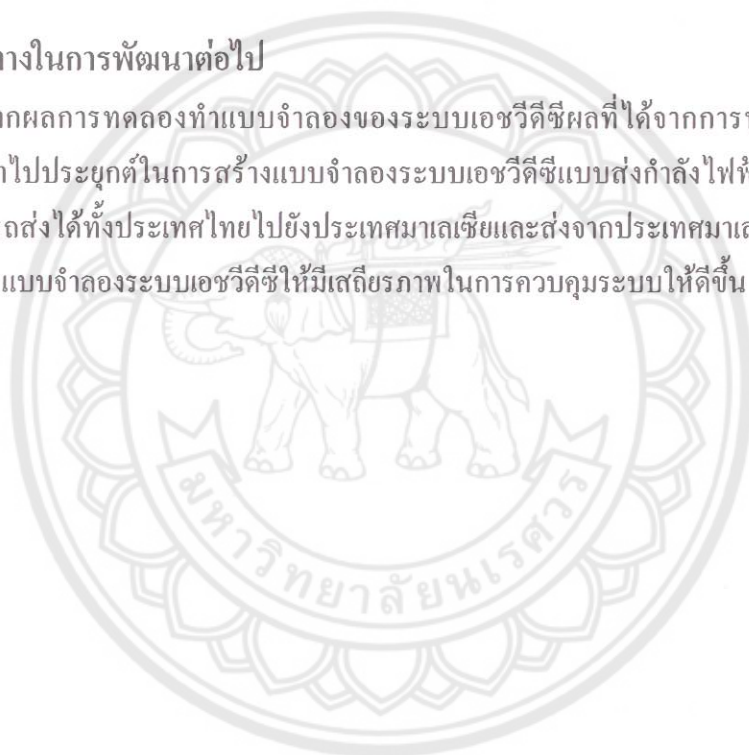 ทางในการพัฒนาต่อไป
ากผลการทดลองทำแบบจำลองของระบบเอชวีดีซีผลที่ได้จากการ
าไปประยุกต์ในการสร้างแบบจำลองระบบเอชวีดีซีแบบส่งกำลังไฟฟ้
ถส่งได้ทั้งประเทศไทยไปยังประเทศมาเลเซียและส่งจากประเทศมาเล
แบบจำลองระบบเอชวีดีซีให้มีเสถียรภาพในการควบคุมระบบให้ดีขึ้น
มหาวิทยาลัยนเรศวร